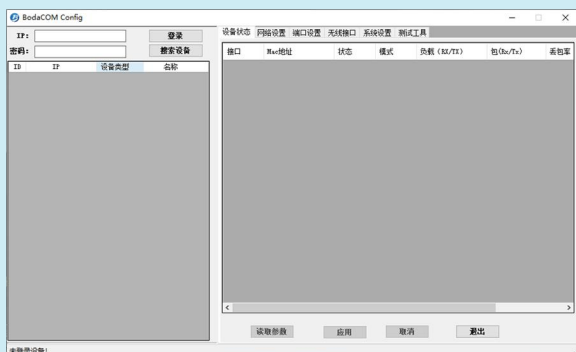 BodaCOM Config
IP: 登录
密码: 搜索设备
ID IP 设备类型 名称
设备状态 网络设置 端口设置 无线接口 系统设置 测试工具
接口 Mac地址 状态 模式 负载 (RX/TX) 包(Rx/Tx) 丢包率
读取参数 应用 取消 退出
未登录设备!